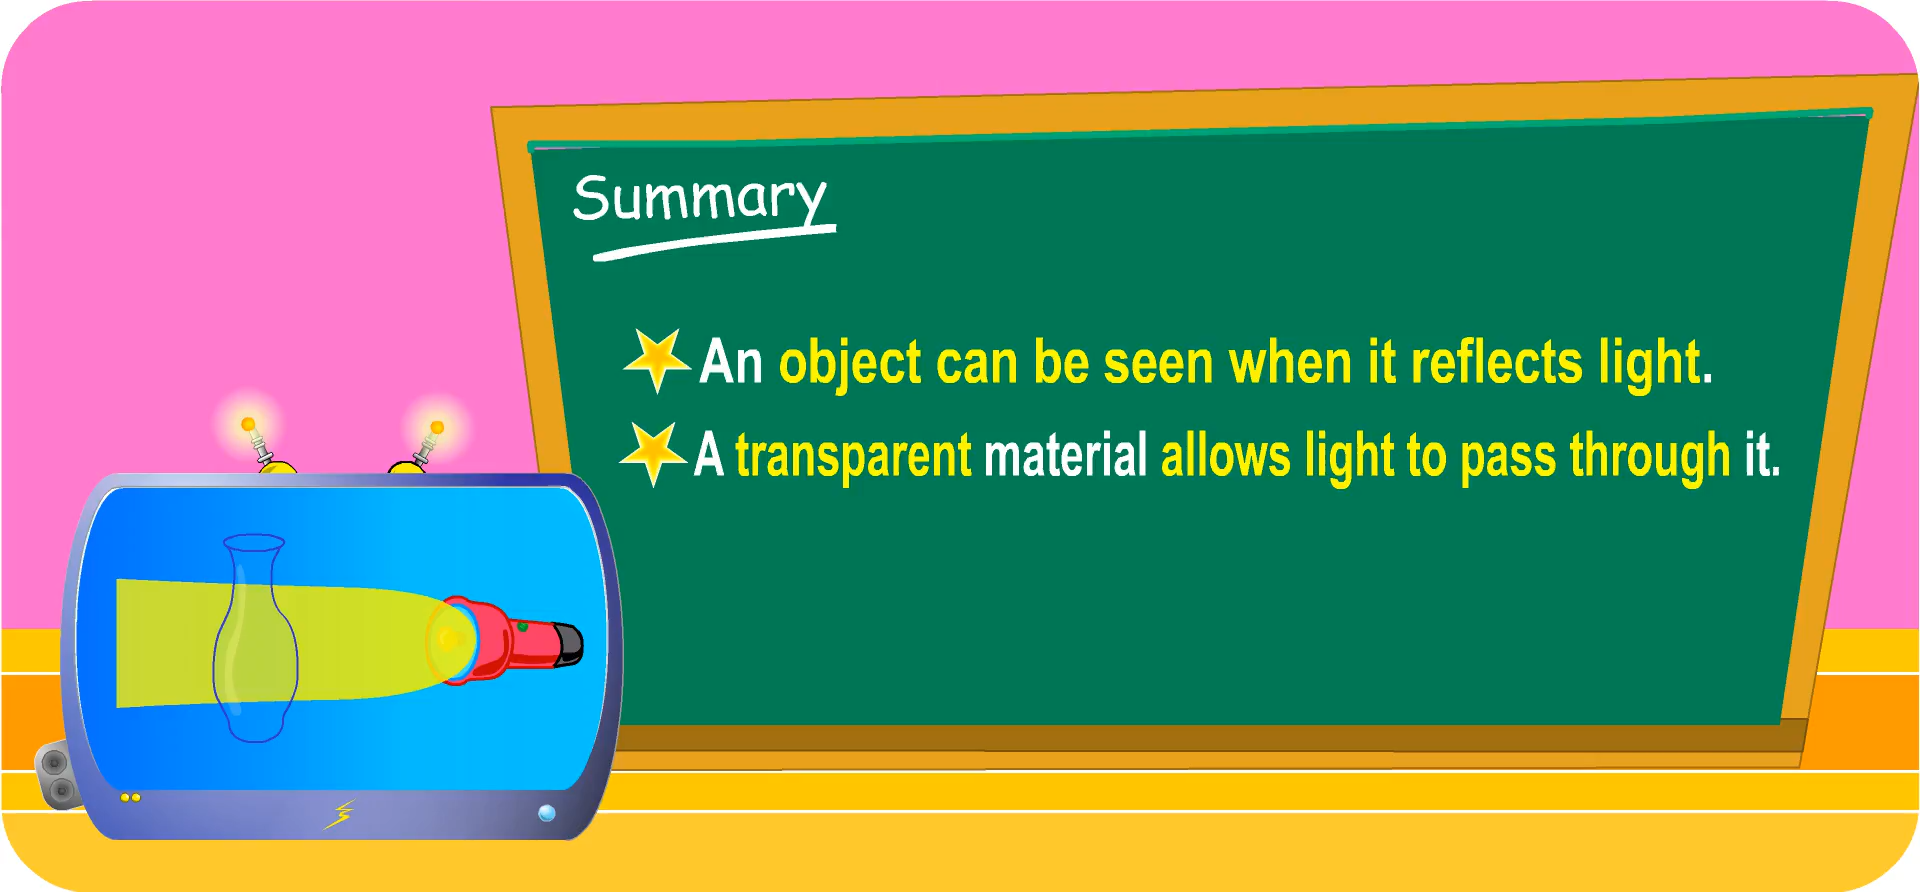 Summary
An object can be seen when it reflects light.
A transparent material allows light to pass through it.